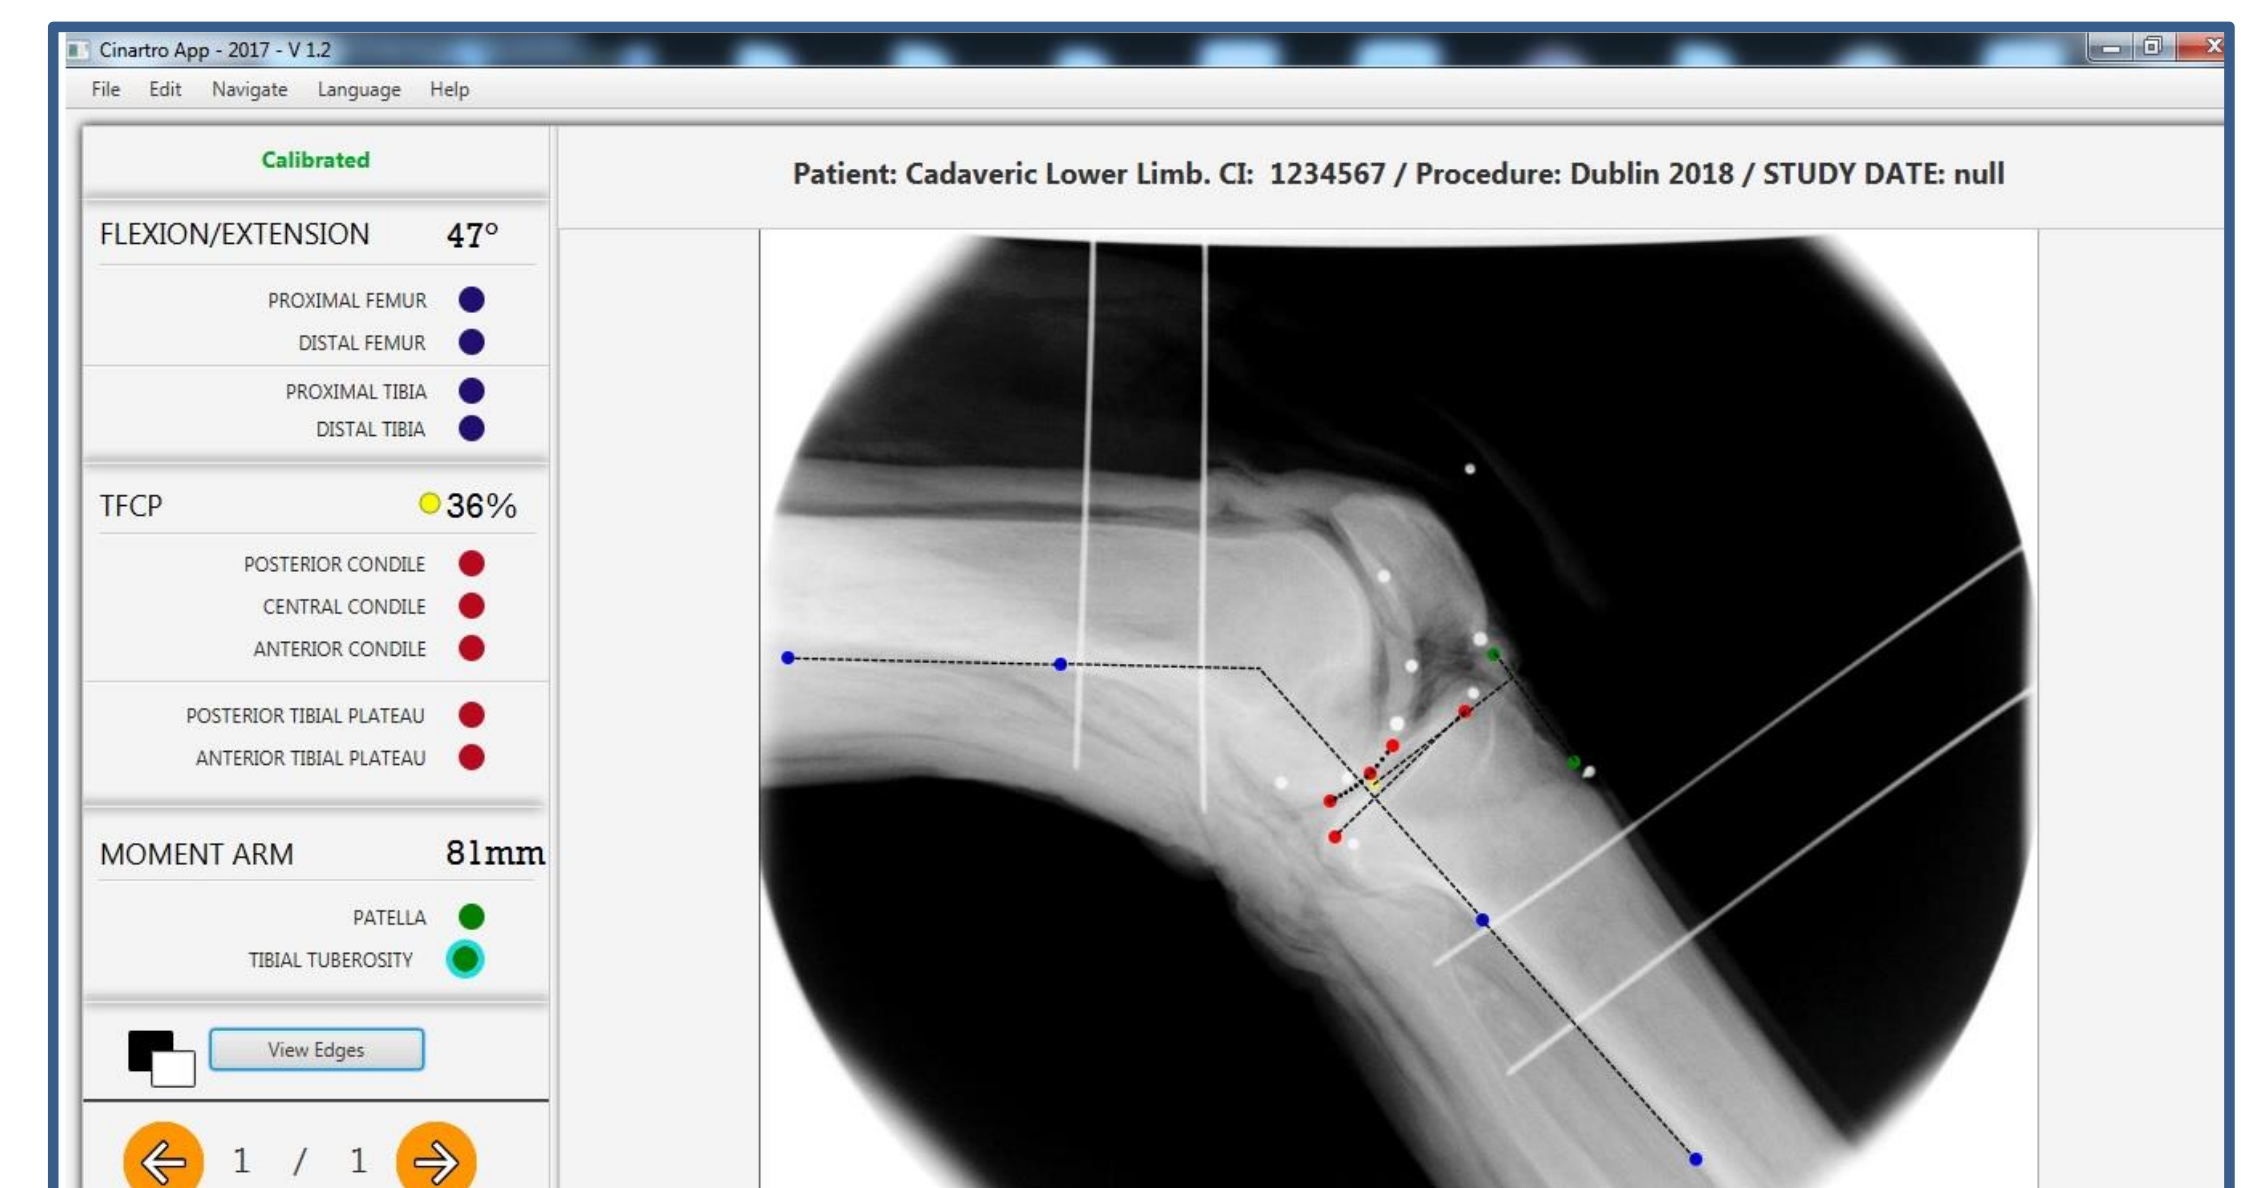 Cinartro App - 2017 - V 1.2
File Edit Navigate Language Help
Calibrated
Patient: Cadaveric Lower Limb. CI: 1234567 / Procedure: Dublin 2018 / STUDY DATE: null
FLEXION/EXTENSION 47°
PROXIMAL FEMUR
DISTAL FEMUR
PROXIMAL TIBIA
DISTAL TIBIA
TFCP 36%
POSTERIOR CONDILE
CENTRAL CONDILE
ANTERIOR CONDILE
POSTERIOR TIBIAL PLATEAU
ANTERIOR TIBIAL PLATEAU
MOMENT ARM 81mm
PATELLA
TIBIAL TUBEROSITY
View Edges
1 / 1